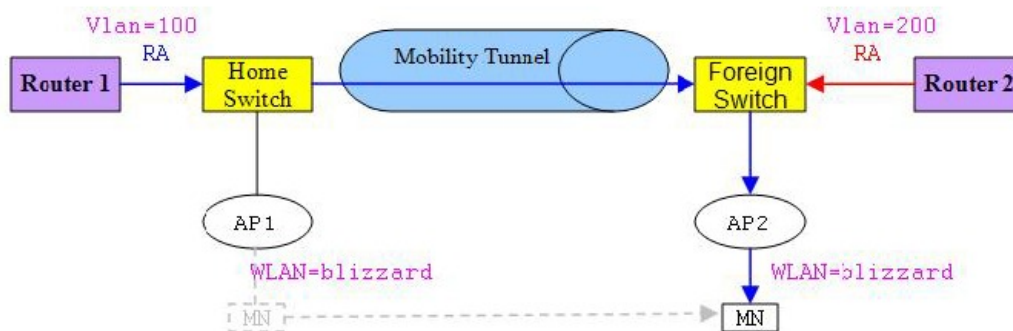 Vlan=100
RA
Router 1
Home
Switch
Mobility Tunnel
Foreign
Switch
Vlan=200
RA
Router 2
AP1
AP2
WLAN=blizzard
WLAN=blizzard
MN
MN